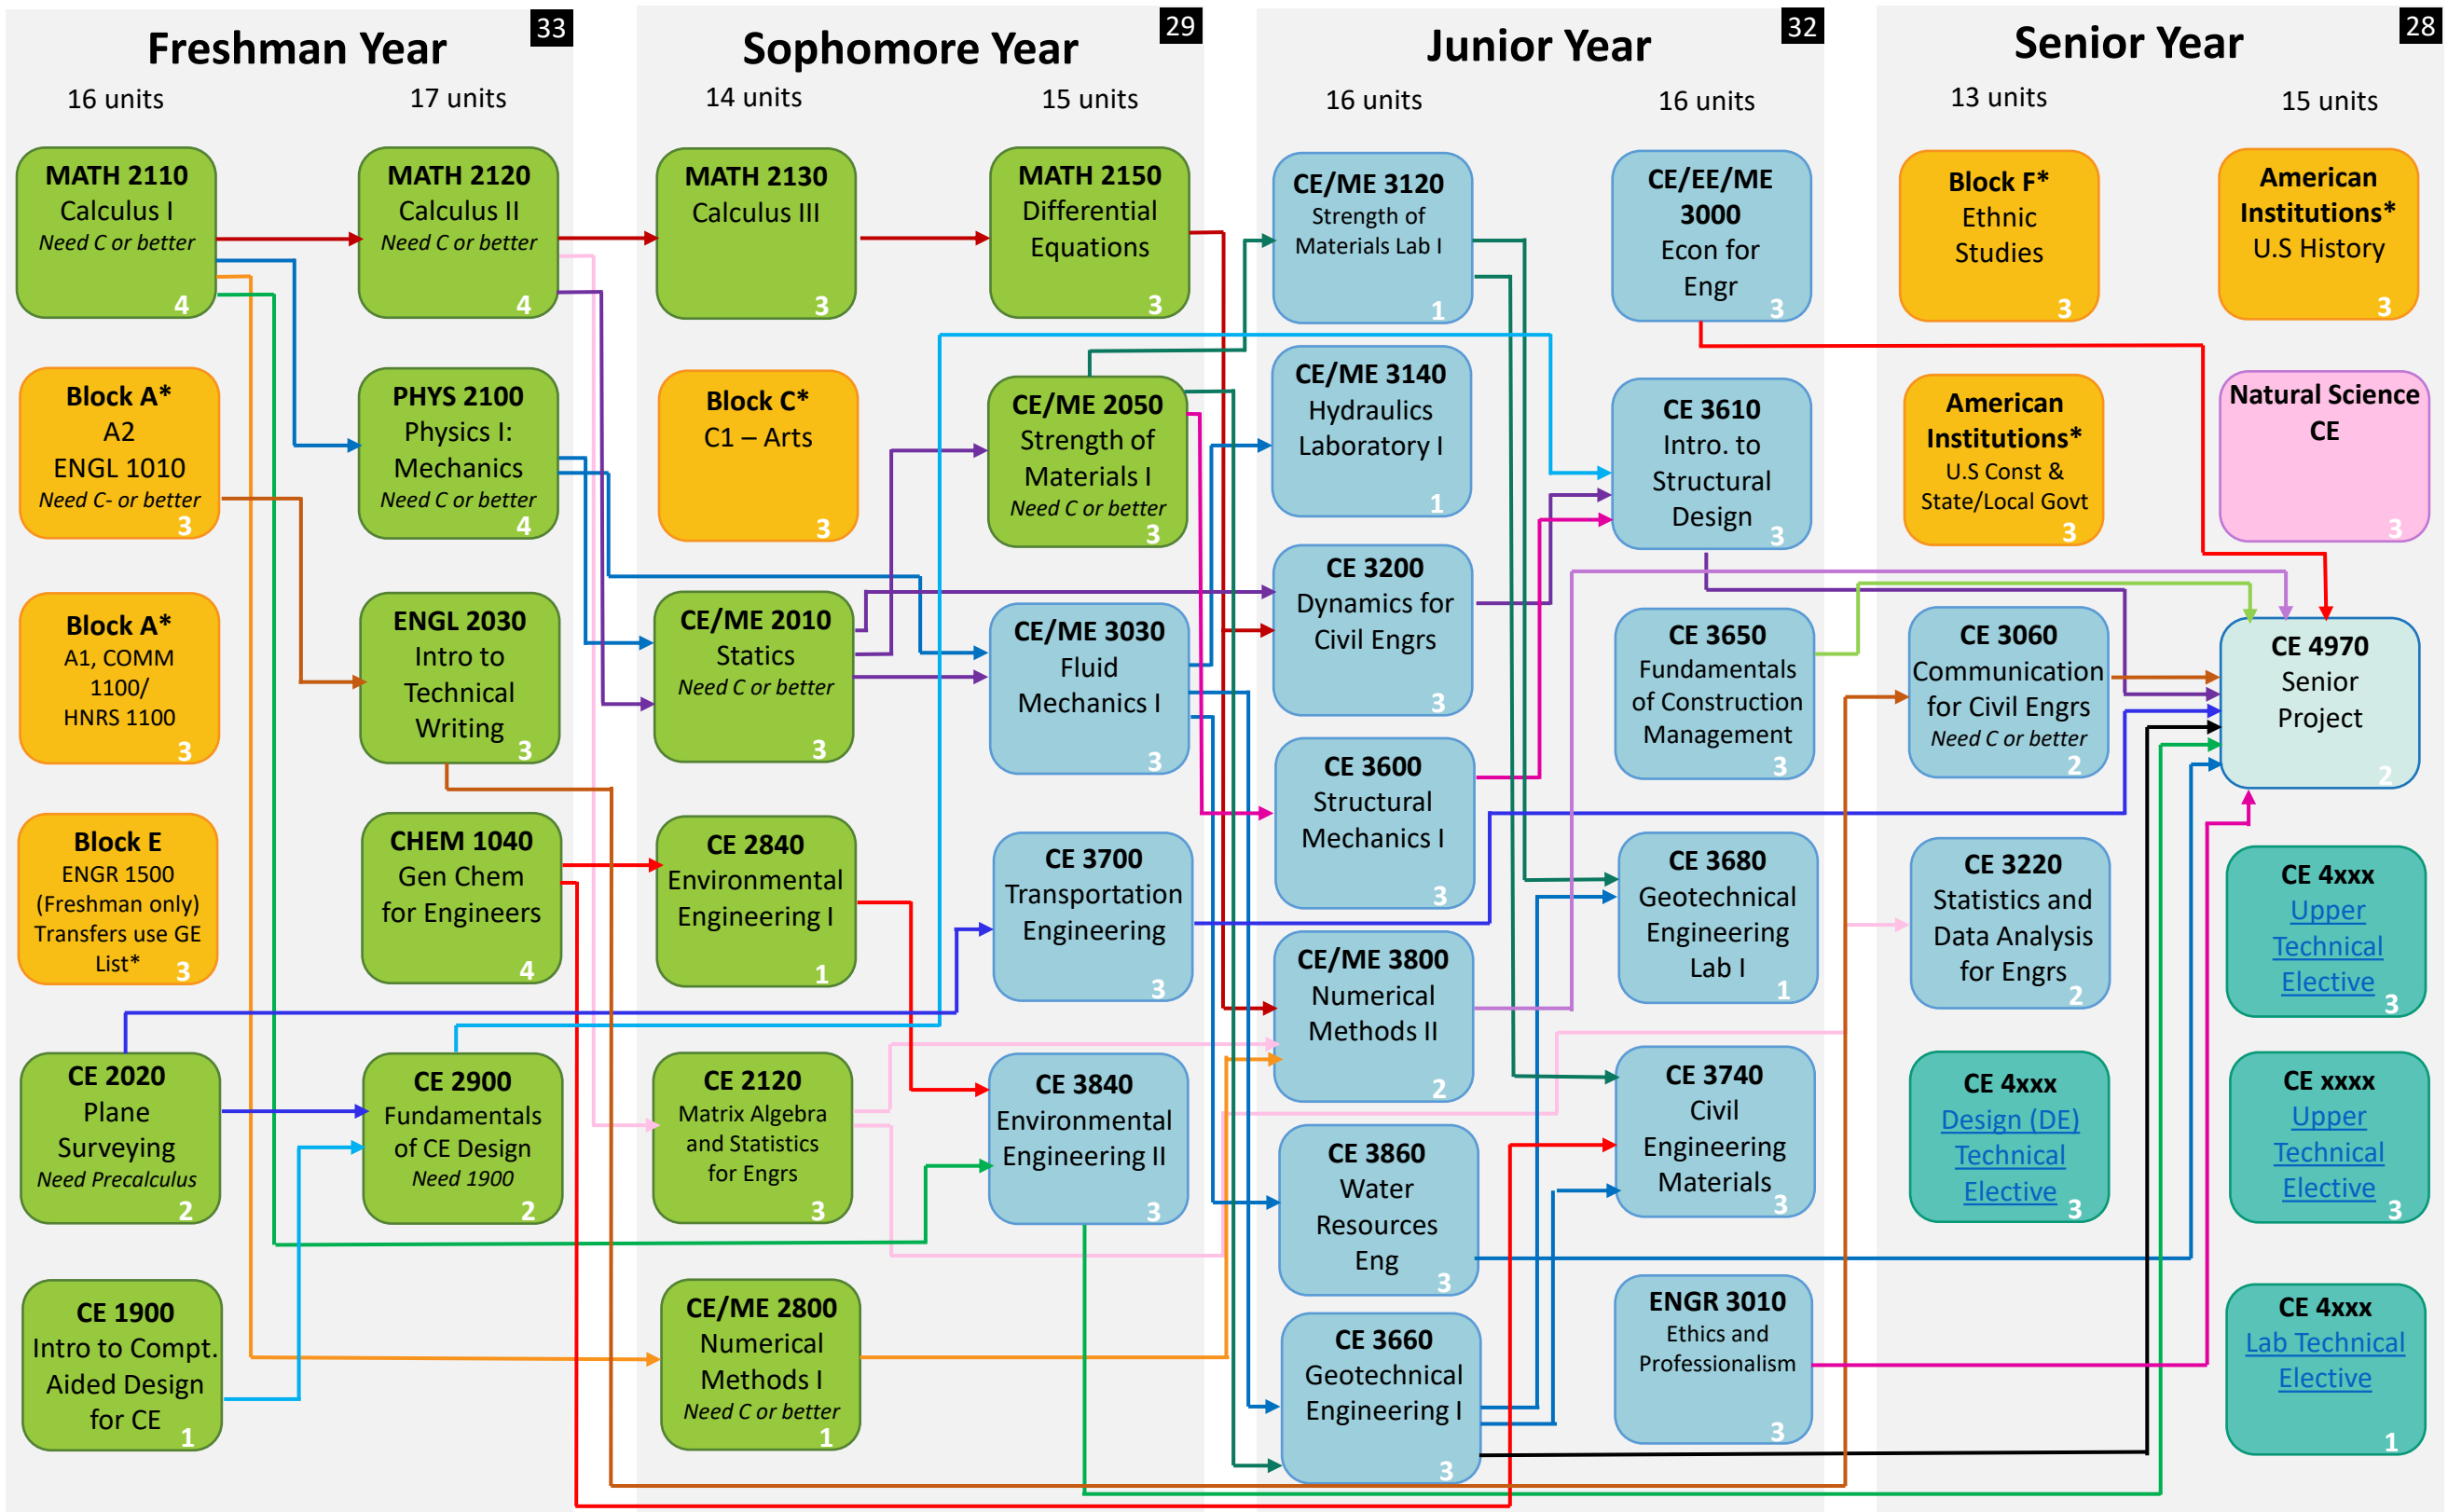 Freshman Year
33
16 units
17 units
MATH 2110
Calculus I
Need C or better
4
Block A*
A2
ENGL 1010
Need C- or better
3
Block A*
A1, COMM
1100/
HNRS 1100
3
Block E
ENGR 1500
(Freshman only)
Transfers use GE
List*
3
CE 2020
Plane
Surveying
Need Precalculus
2
CE 1900
Intro to Compt.
Aided Design
for CE
1
MATH 2120
Calculus II
Need C or better
4
PHYS 2100
Physics I:
Mechanics
Need C or better
4
ENGL 2030
Intro to
Technical
Writing
3
CHEM 1040
Gen Chem
for Engineers
4
CE 2900
Fundamentals
of CE Design
Need 1900
2
Sophomore Year
29
14 units
15 units
MATH 2130
Calculus III
3
Block C*
C1 – Arts
3
CE/ME 2010
Statics
Need C or better
3
CE 2840
Environmental
Engineering I
1
CE 2120
Matrix Algebra
and Statistics
for Engrs
3
CE/ME 2800
Numerical
Methods I
Need C or better
1
MATH 2150
Differential
Equations
3
CE/ME 2050
Strength of
Materials I
Need C or better
3
CE/ME 3030
Fluid
Mechanics I
3
CE 3700
Transportation
Engineering
3
CE 3840
Environmental
Engineering II
3
Junior Year
32
16 units
16 units
CE/ME 3120
Strength of
Materials Lab I
1
CE/ME 3140
Hydraulics
Laboratory I
1
CE 3200
Dynamics for
Civil Engrs
3
CE 3600
Structural
Mechanics I
3
CE/ME 3800
Numerical
Methods II
2
CE 3860
Water
Resources
Eng
3
CE 3660
Geotechnical
Engineering I
3
CE/EE/ME
3000
Econ for
Engr
3
CE 3610
Intro. to
Structural
Design
3
CE 3650
Fundamentals
of Construction
Management
3
CE 3680
Geotechnical
Engineering
Lab I
1
CE 3740
Civil
Engineering
Materials
3
ENGR 3010
Ethics and
Professionalism
3
Senior Year
28
13 units
15 units
Block F*
Ethnic
Studies
3
American
Institutions*
U.S Const &
State/Local Govt
3
CE 3060
Communication
for Civil Engrs
Need C or better
2
CE 3220
Statistics and
Data Analysis
for Engrs
2
CE 4xxx
Design (DE)
Technical
Elective
3
American
Institutions*
U.S History
3
Natural Science
CE
3
CE 4970
Senior
Project
2
CE 4xxx
Upper
Technical
Elective
3
CE xxxx
Upper
Technical
Elective
3
CE 4xxx
Lab Technical
Elective
1